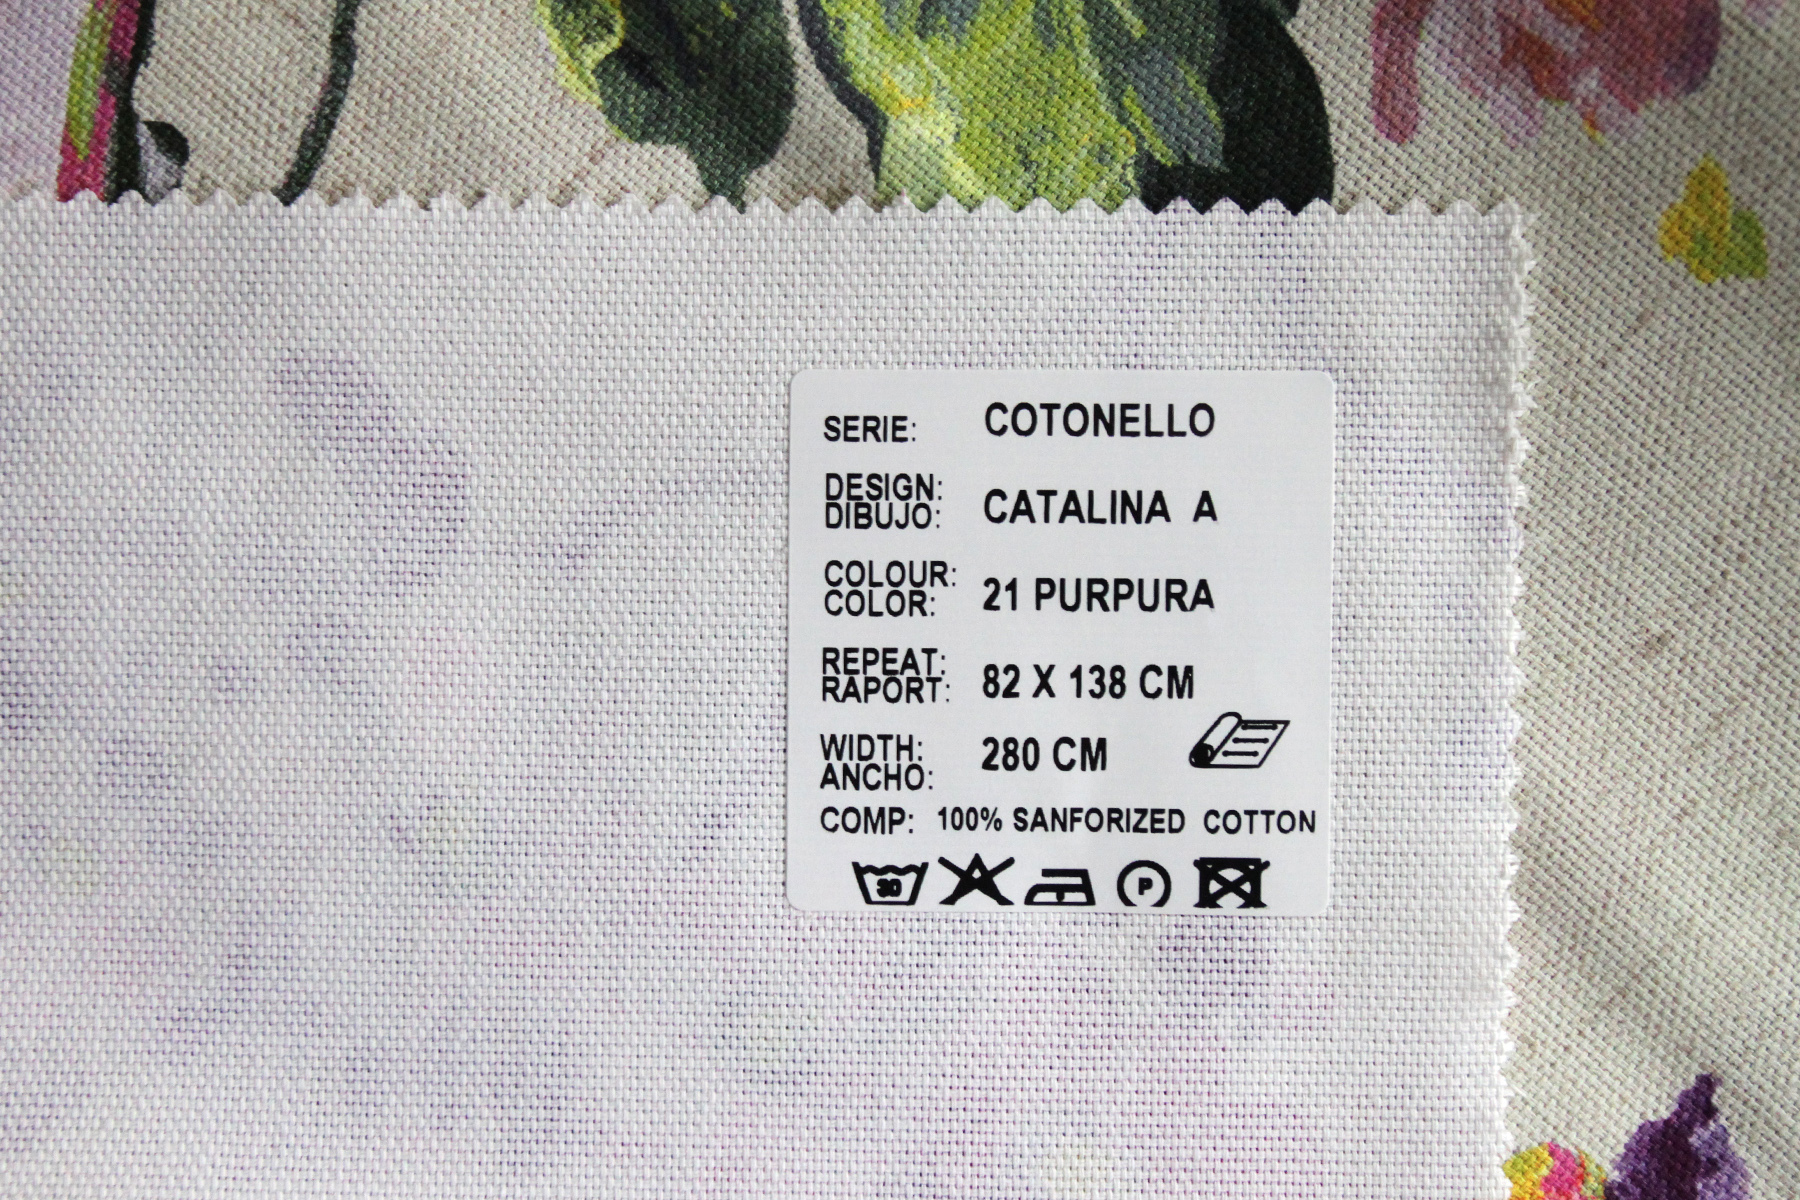 SERIE: COTONELLO
DESIGN:
DIBUJO: CATALINA A
COLOUR:
COLOR: 21 PURPURA
REPEAT:
RAPORT: 82 X 138 CM
WIDTH:
ANCHO: 280 CM
COMP: 100% SANFORIZED COTTON
30 P